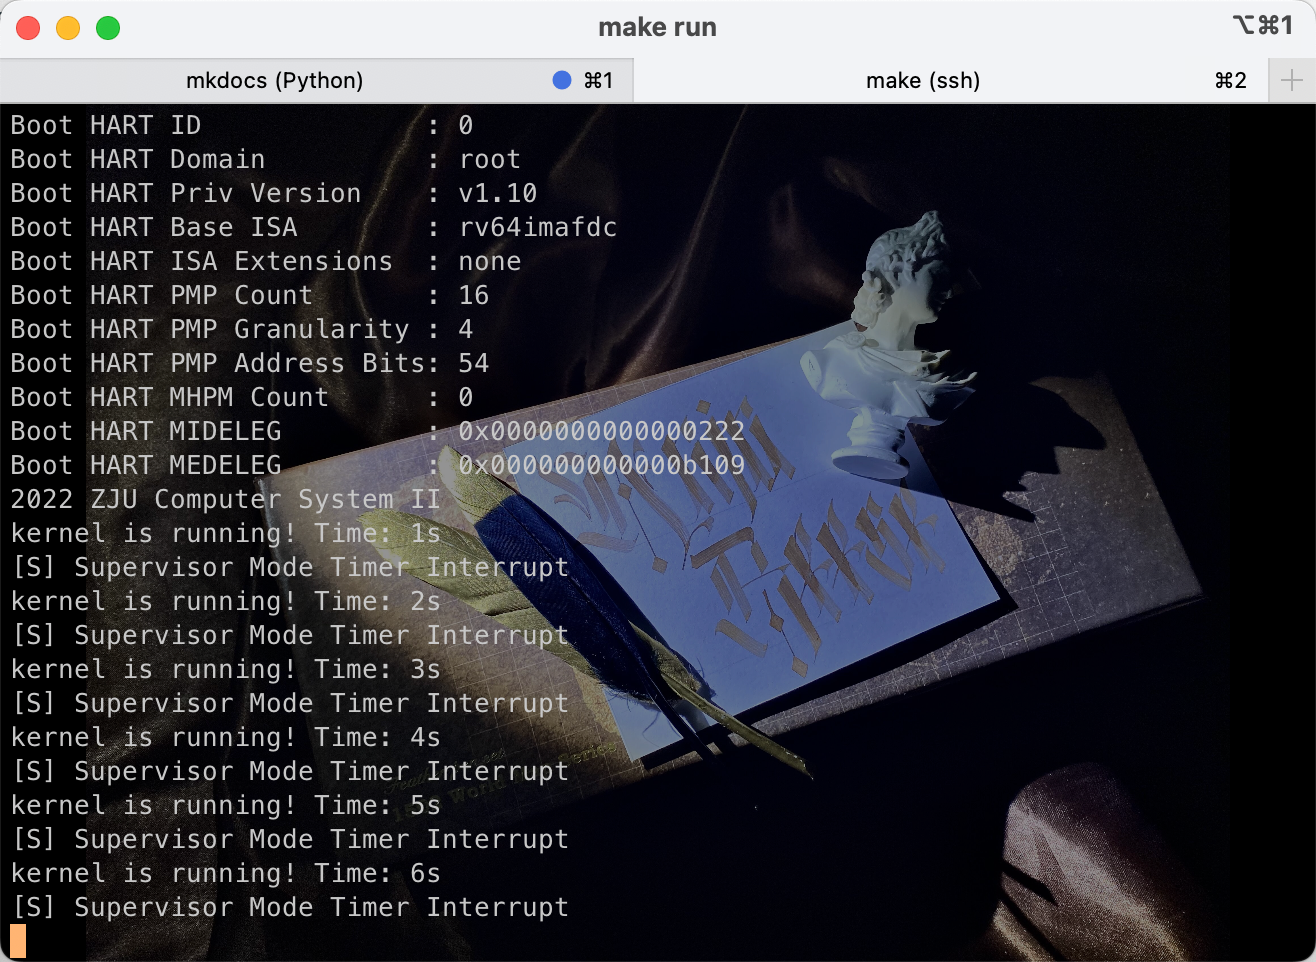 make run
⌥⌘1
mkdocs (Python) ⌘1
make (ssh) ⌘2
Boot HART ID : 0
Boot HART Domain : root
Boot HART Priv Version : v1.10
Boot HART Base ISA : rv64imafdc
Boot HART ISA Extensions : none
Boot HART PMP Count : 16
Boot HART PMP Granularity : 4
Boot HART PMP Address Bits: 54
Boot HART MHPM Count : 0
Boot HART MIDELEG : 0x0000000000000222
Boot HART MEDELEG : 0x000000000000b109
2022 ZJU Computer System II
kernel is running! Time: 1s
[S] Supervisor Mode Timer Interrupt
kernel is running! Time: 2s
[S] Supervisor Mode Timer Interrupt
kernel is running! Time: 3s
[S] Supervisor Mode Timer Interrupt
kernel is running! Time: 4s
[S] Supervisor Mode Timer Interrupt
kernel is running! Time: 5s
[S] Supervisor Mode Timer Interrupt
kernel is running! Time: 6s
[S] Supervisor Mode Timer Interrupt